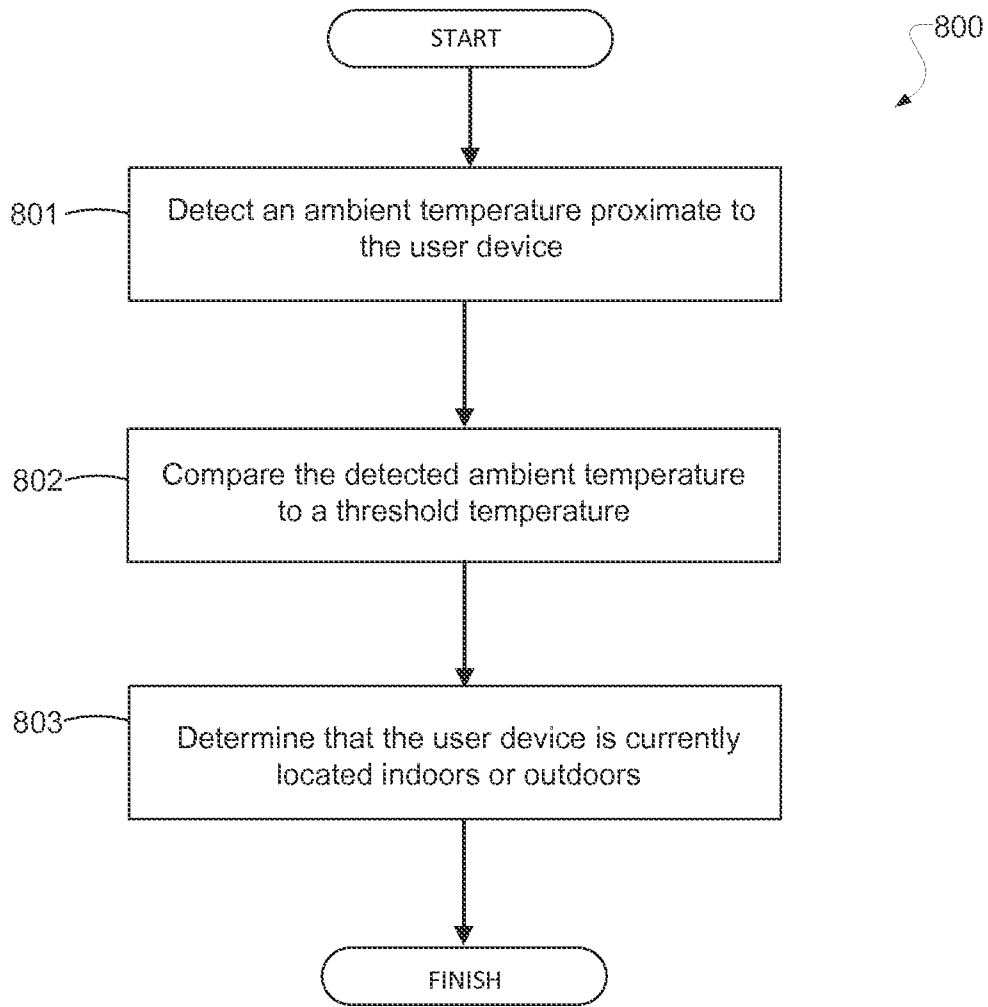 START
800
801
Detect an ambient temperature proximate to
the user device
802
Compare the detected ambient temperature
to a threshold temperature
803
Determine that the user device is currently
located indoors or outdoors
FINISH